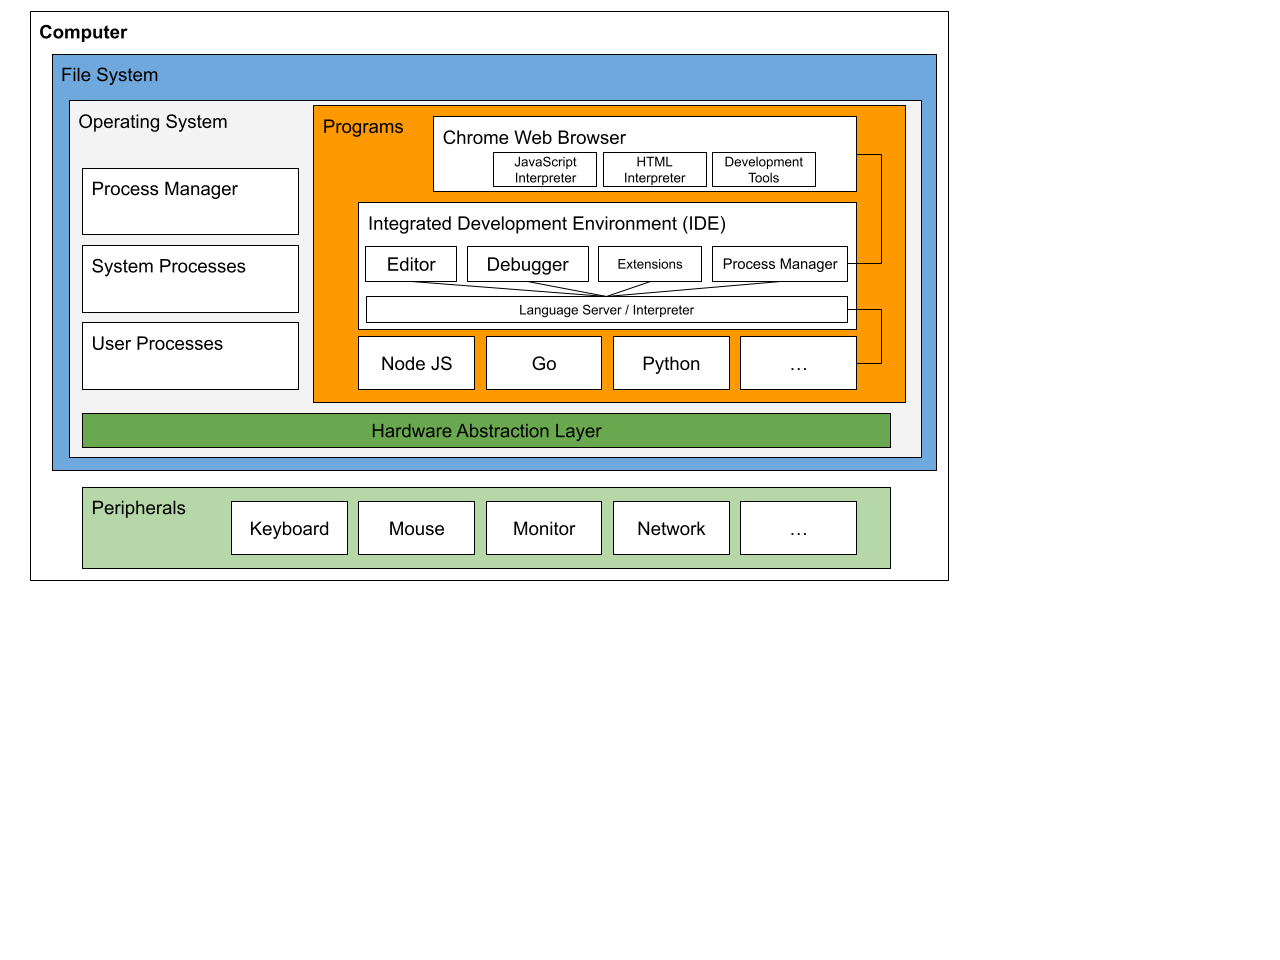 Computer
File System
Operating System
Programs
Chrome Web Browser
JavaScript
Interpreter
HTML
Interpreter
Development
Tools
Process Manager
Integrated Development Environment (IDE)
Editor
Debugger
Extensions
Process Manager
System Processes
Language Server / Interpreter
User Processes
Node JS
Go
Python
…
Hardware Abstraction Layer
Peripherals
Keyboard
Mouse
Monitor
Network
…